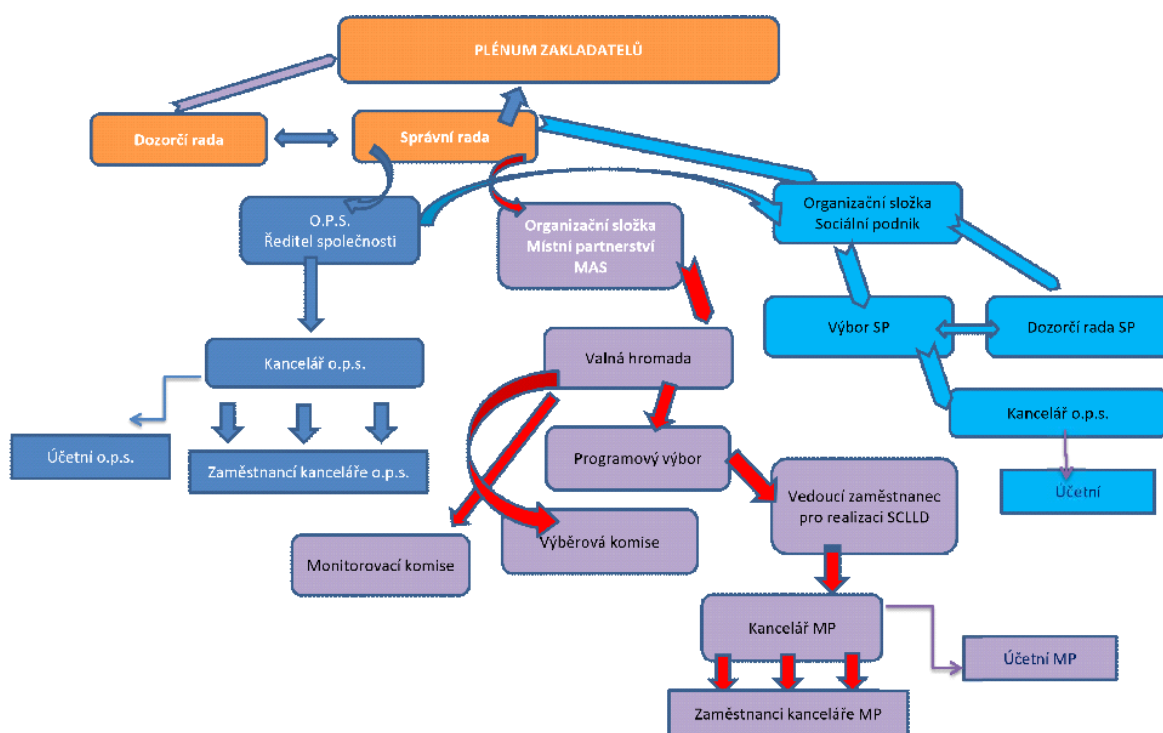 PLÉNUM ZAKLADATELŮ
Dozorčí rada
Správní rada
O.P.S.
Ředitel společnosti
Organizační složka
Místní partnerství
MAS
Organizační složka
Sociální podnik
Výbor SP
Dozorčí rada SP
Kancelář o.p.s.
Valná hromada
Kancelář o.p.s.
Účetní o.p.s.
Zaměstnancí kanceláře o.p.s.
Programový výbor
Vedoucí zaměstnanec
pro realizaci SCLLD
Účetní
Monitorovací komise
Výběrová komise
Kancelář MP
Účetní MP
Zaměstnanci kanceláře MP